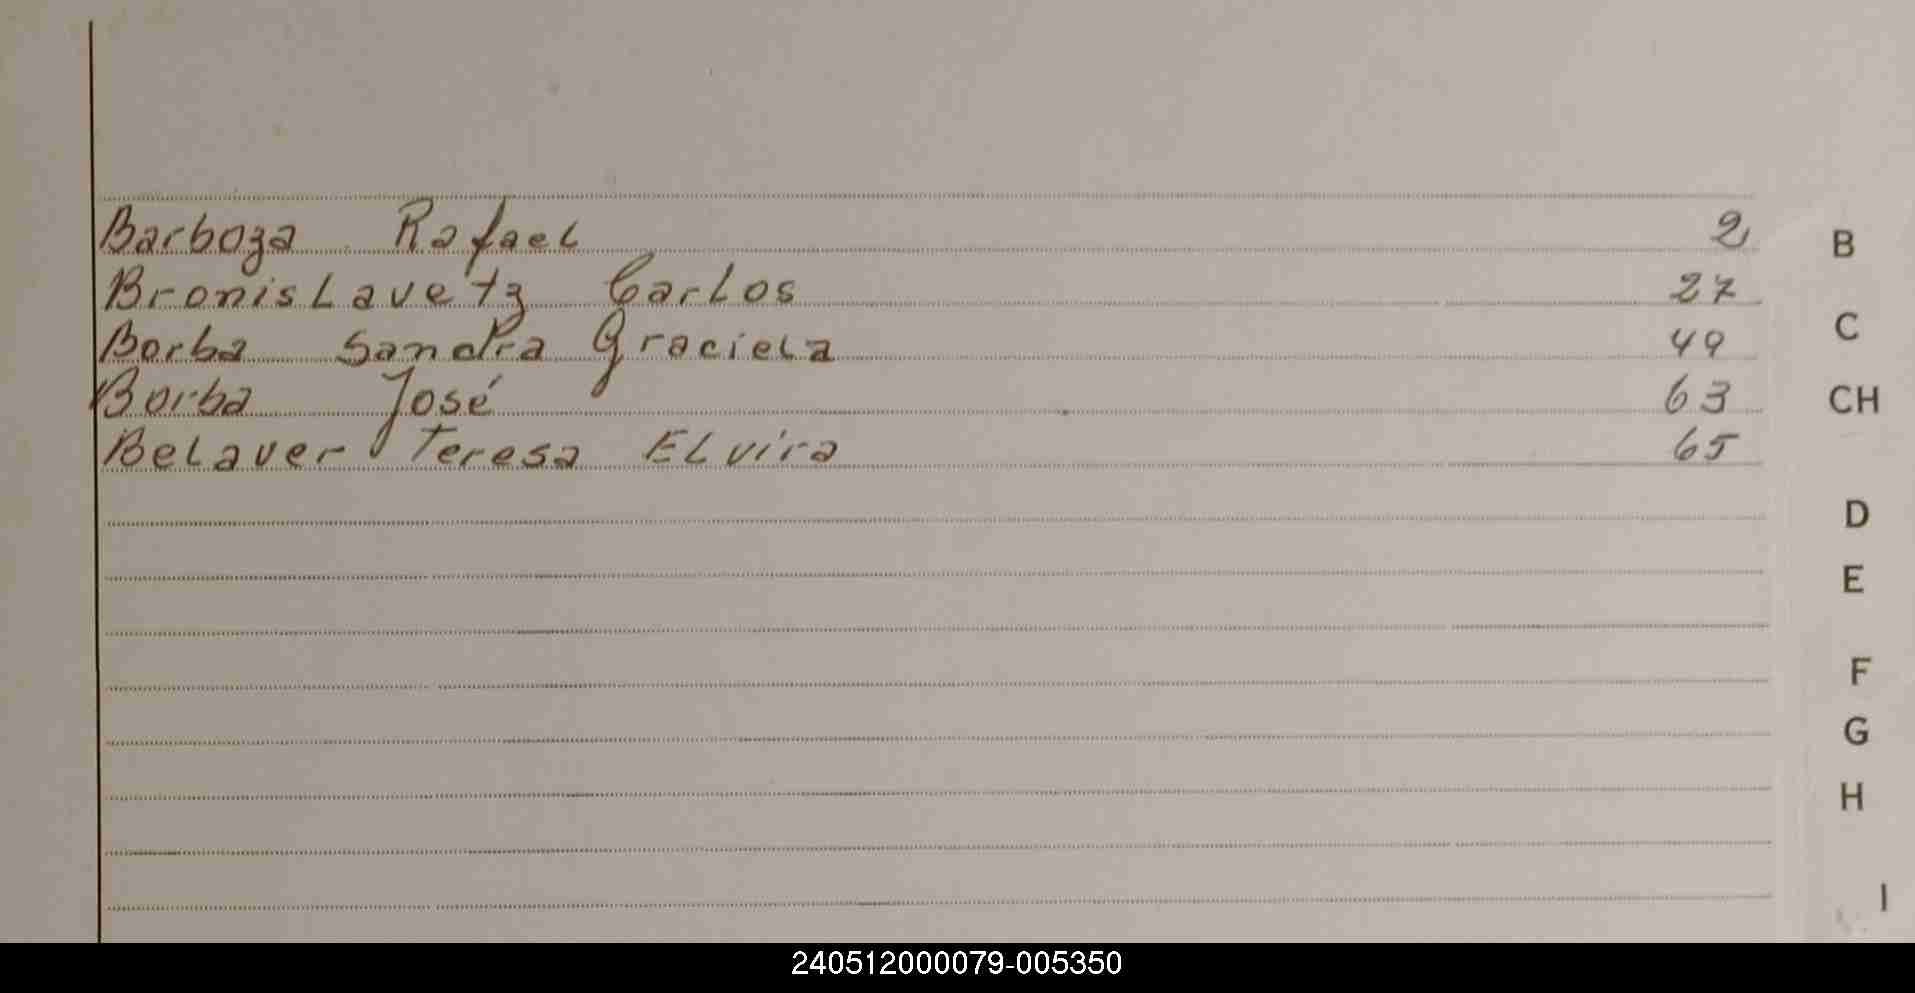 Barboza Rafael 2 B
Bronislavetz Carlos 27
Borba Sandra Graciela 49 C
Borba José 63 CH
Belaver Teresa Elvira 65
D
E
F
G
H
I
240512000079-005350